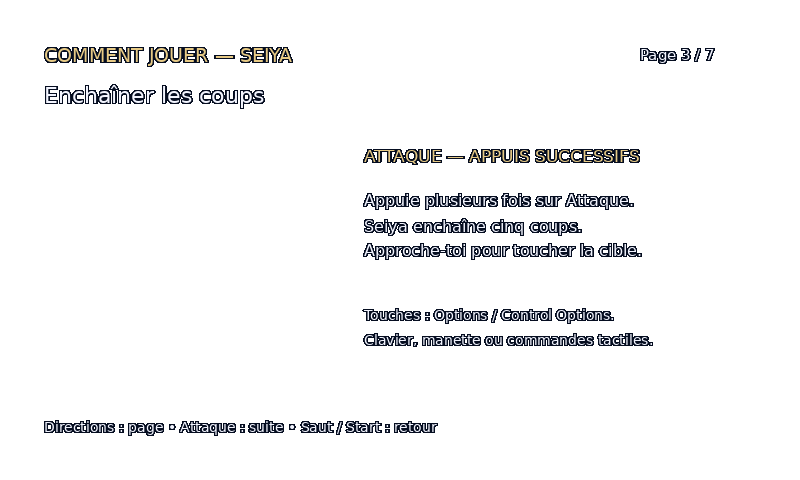 COMMENT JOUER — SEIYA
Page 3 / 7
Enchaîner les coups
ATTAQUE — APPUIS SUCCESSIFS
Appuie plusieurs fois sur Attaque.
Seiya enchaîne cinq coups.
Approche-toi pour toucher la cible.
Touches : Options / Control Options.
Clavier, manette ou commandes tactiles.
Directions : page • Attaque : suite • Saut / Start : retour